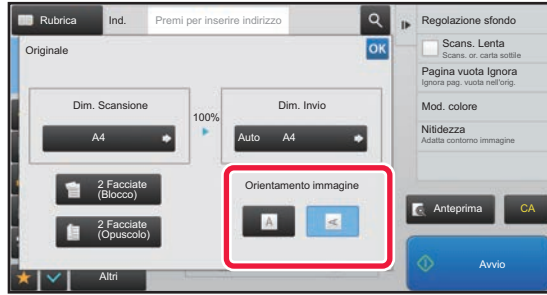 Rubrica
Ind.
Premi per inserire indirizzo
Originale
OK
Dim. Scansione
A4
100%
Dim. Invio
Auto A4
2 Facciate
(Blocco)
2 Facciate
(Opuscolo)
Orientamento immagine
A
A
Altri
Regolazione sfondo
Scans. Lenta
Scans. or. carta sottile
Pagina vuota Ignora
Ignora pag. vuota nell'orig.
Mod. colore
Nitidezza
Adatta contorno immagine
Anteprima
CA
Avvio